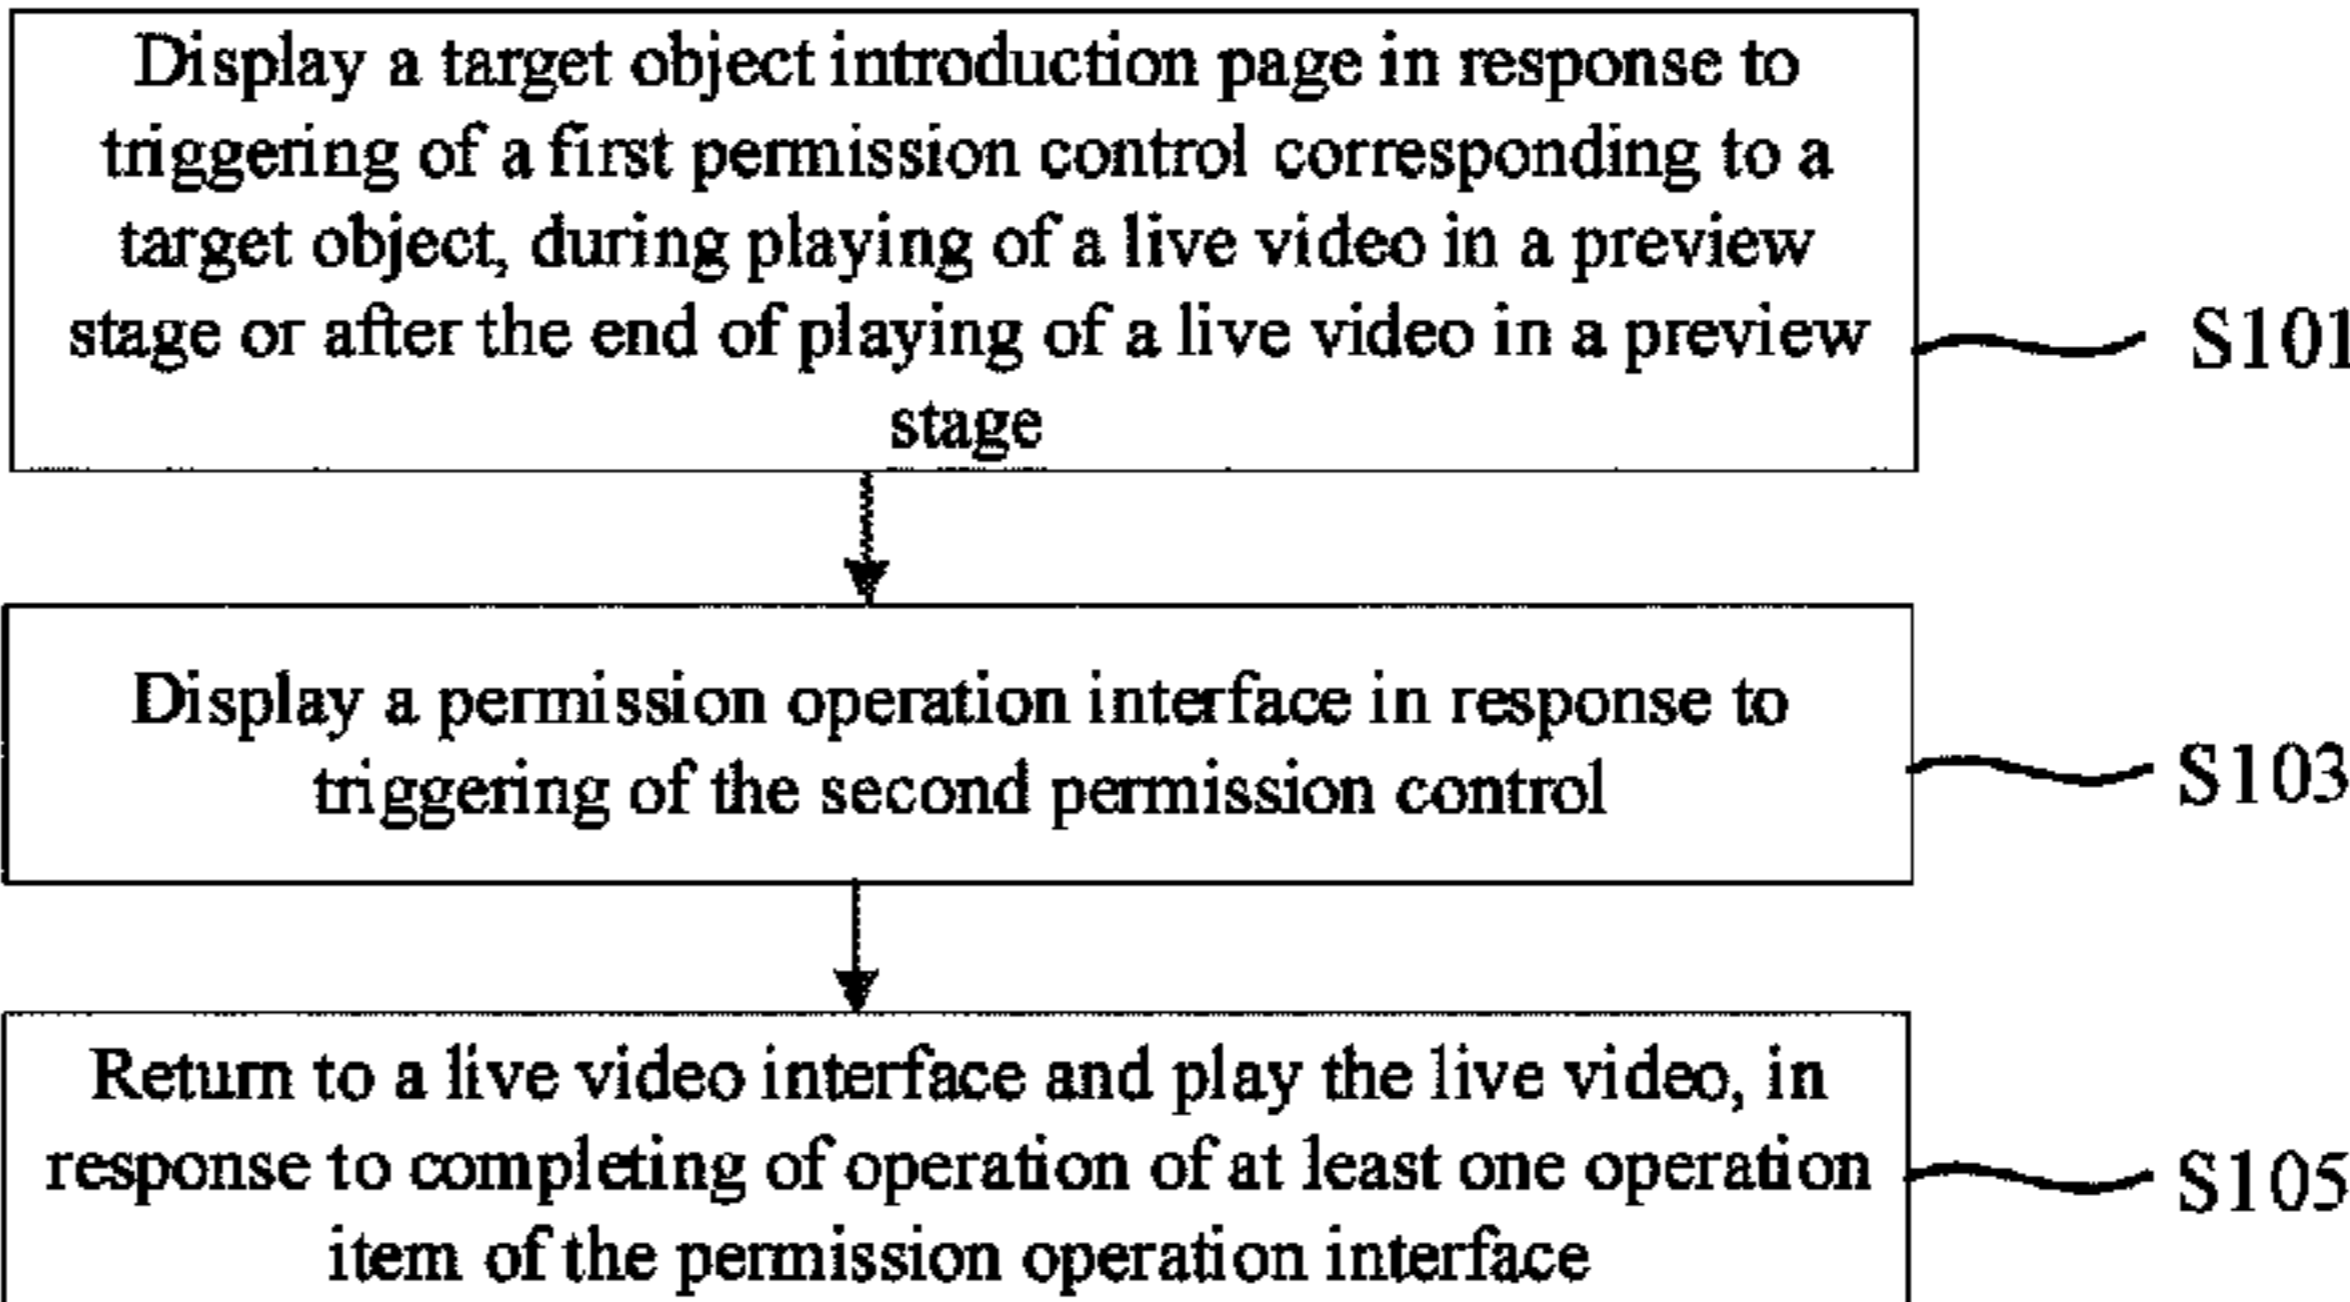 Display a target object introduction page in response to
triggering of a first permission control corresponding to a
target object, during playing of a live video in a preview
stage or after the end of playing of a live video in a preview
stage
S101
Display a permission operation interface in response to
triggering of the second permission control
S103
Return to a live video interface and play the live video, in
response to completing of operation of at least one operation
item of the permission operation interface
S105